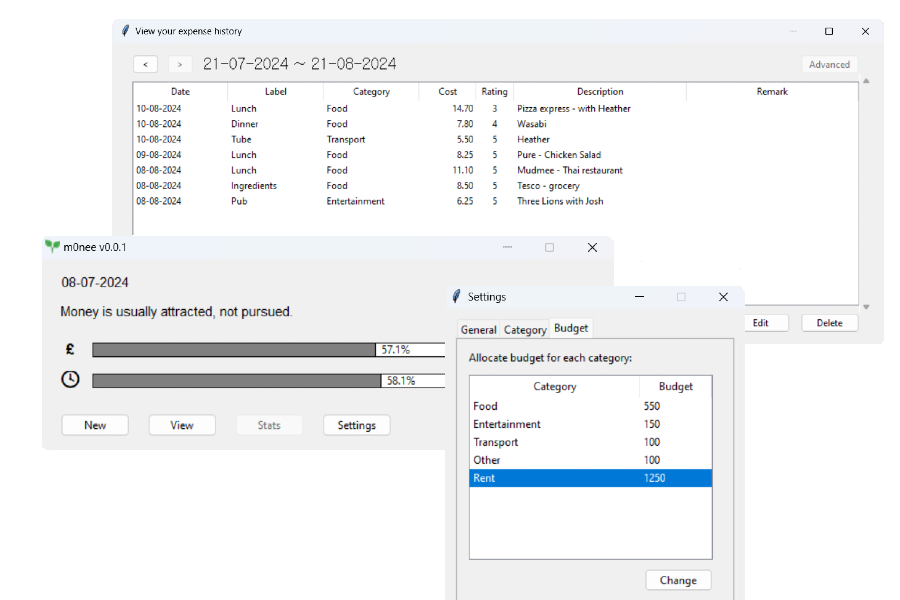 View your expense history
< > 21-07-2024 ~ 21-08-2024 Advanced
Date Label Category Cost Rating Description Remark
10-08-2024 Lunch Food 14.70 3 Pizza express - with Heather
10-08-2024 Dinner Food 7.80 4 Wasabi
10-08-2024 Tube Transport 5.50 5 Heather
09-08-2024 Lunch Food 8.25 5 Pure - Chicken Salad
08-08-2024 Lunch Food 11.10 5 Mudmee - Thai restaurant
08-08-2024 Ingredients Food 8.50 5 Tesco - grocery
08-08-2024 Pub Entertainment 6.25 5 Three Lions with Josh
Edit Delete
m0nee v0.0.1
08-07-2024
Money is usually attracted, not pursued.
£ 57.1%
58.1%
New View Stats Settings
Settings
General Category Budget
Allocate budget for each category:
Category Budget
Food 550
Entertainment 150
Transport 100
Other 100
Rent 1250
Change